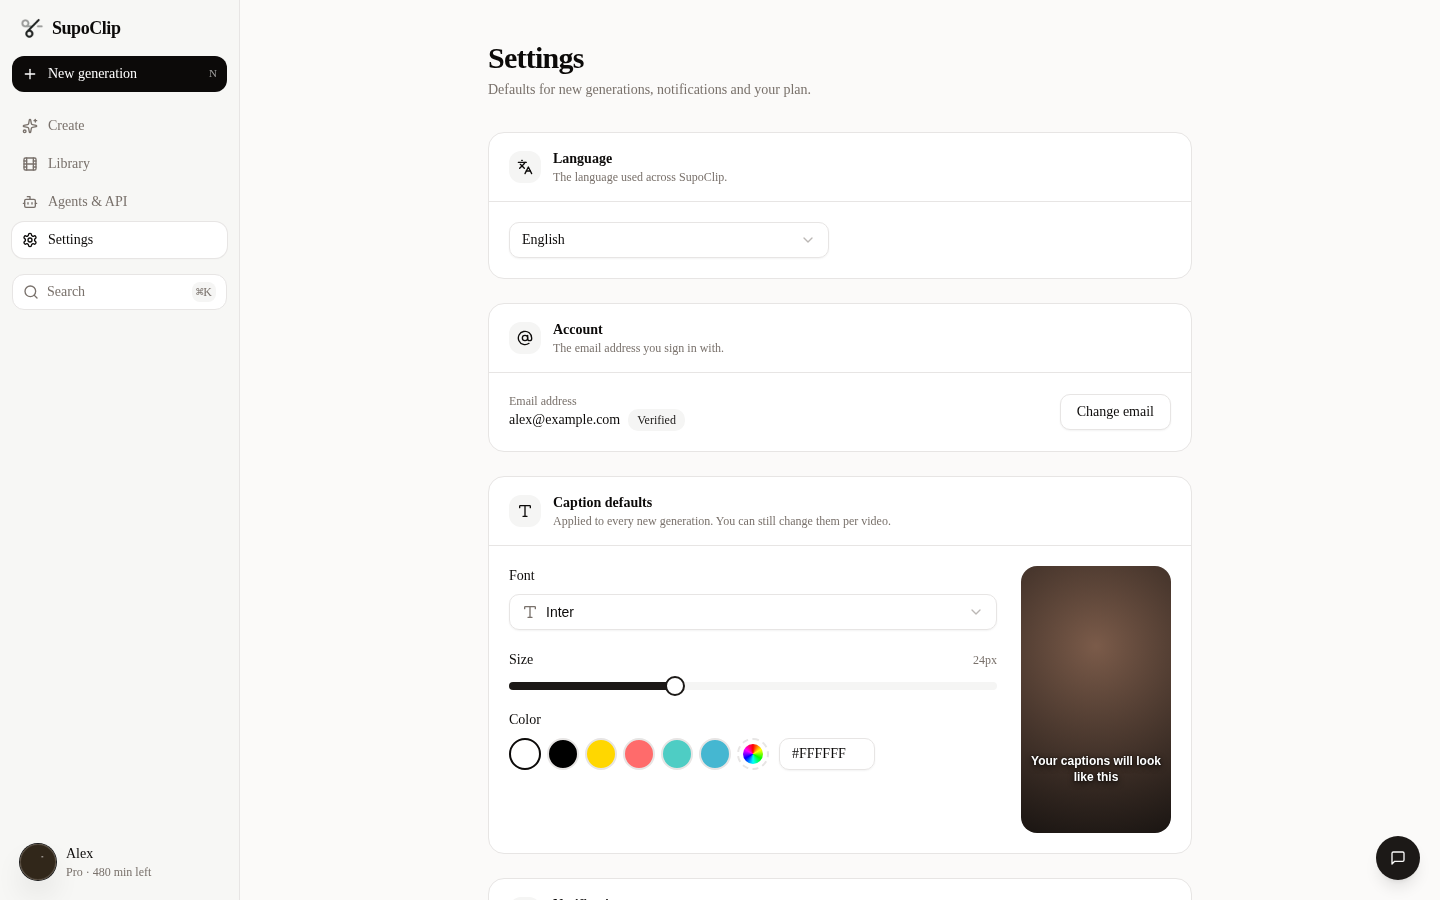 SupoClip
New generation N
Create
Library
Agents & API
Settings
Search ⌘K
Alex
Pro · 480 min left
Settings
Defaults for new generations, notifications and your plan.
Language
The language used across SupoClip.
English
Account
The email address you sign in with.
Email address
alex@example.com Verified
Change email
Caption defaults
Applied to every new generation. You can still change them per video.
Font
Inter
Size 24px
Color
#FFFFFF
Your captions will look
like this